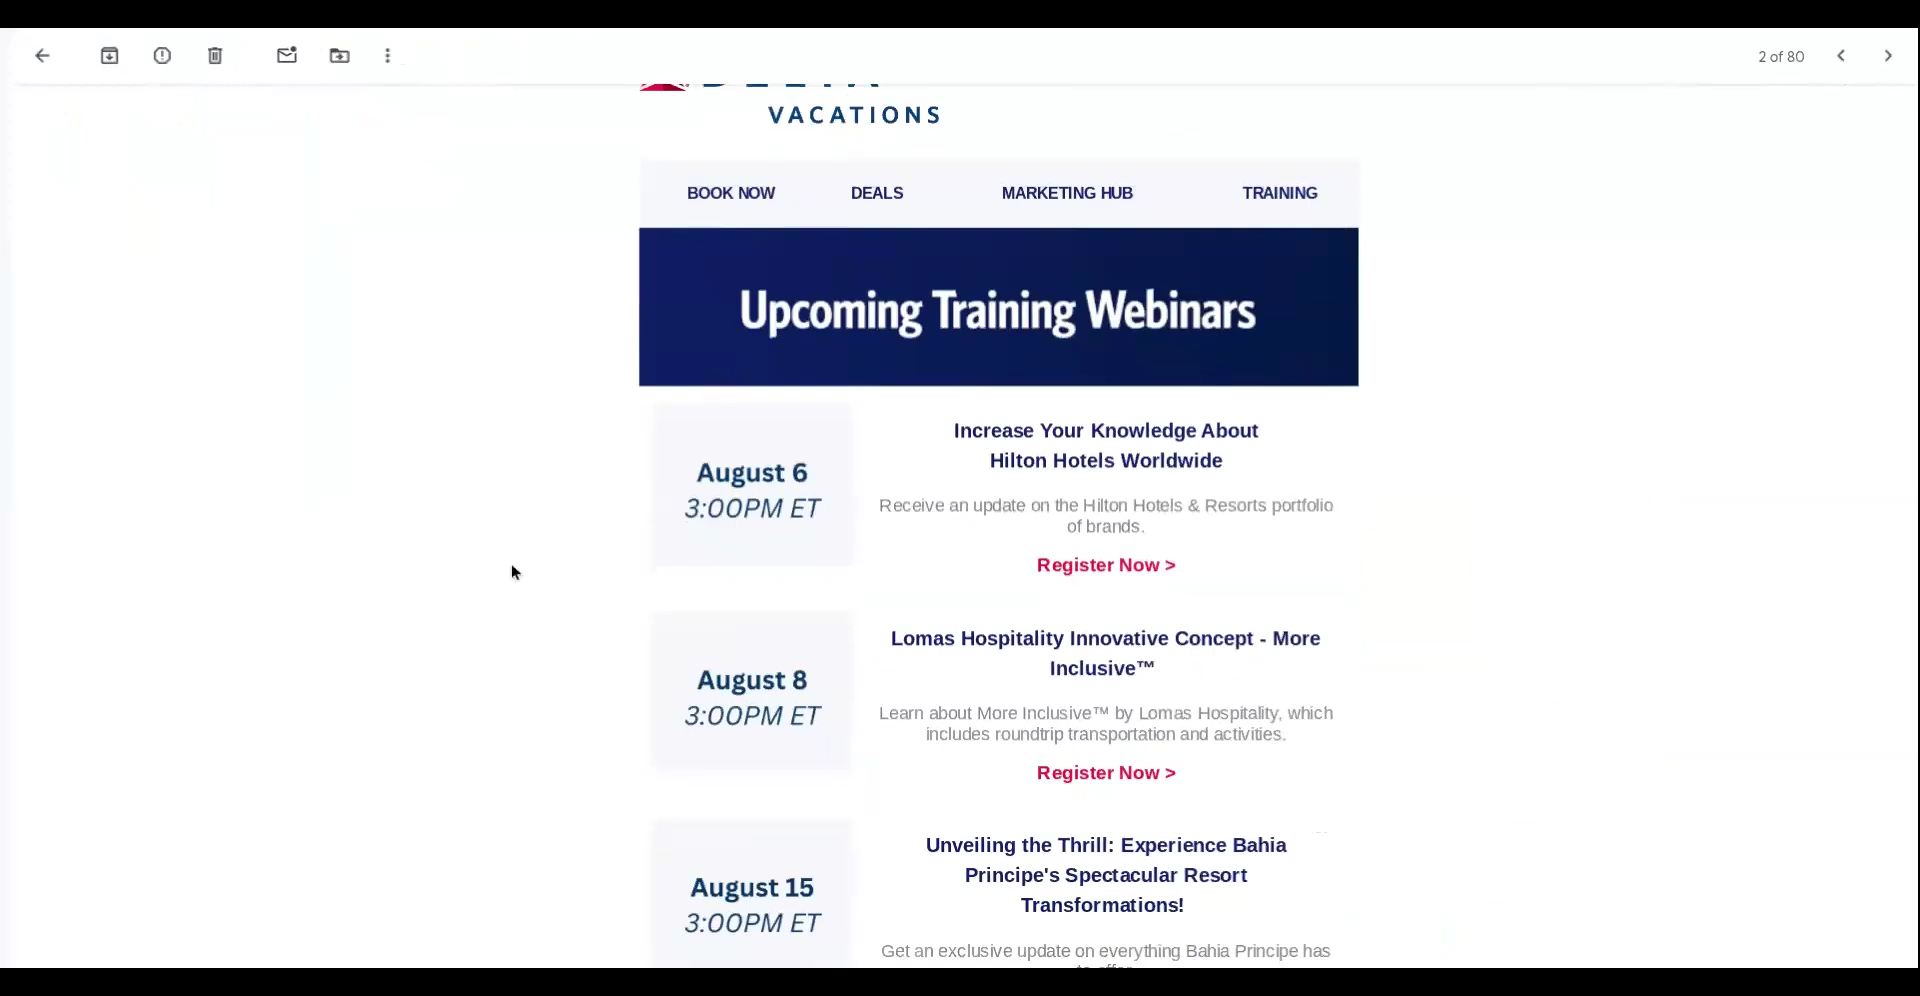 2 of 80
VACATIONS
BOOK NOW DEALS MARKETING HUB TRAINING
Upcoming Training Webinars
August 6
3:00PM ET
Increase Your Knowledge About
Hilton Hotels Worldwide
Receive an update on the Hilton Hotels & Resorts portfolio
of brands.
Register Now >
August 8
3:00PM ET
Lomas Hospitality Innovative Concept - More
Inclusive™
Learn about More Inclusive™ by Lomas Hospitality, which
includes roundtrip transportation and activities.
Register Now >
August 15
3:00PM ET
Unveiling the Thrill: Experience Bahia
Principe's Spectacular Resort
Transformations!
Get an exclusive update on everything Bahia Principe has